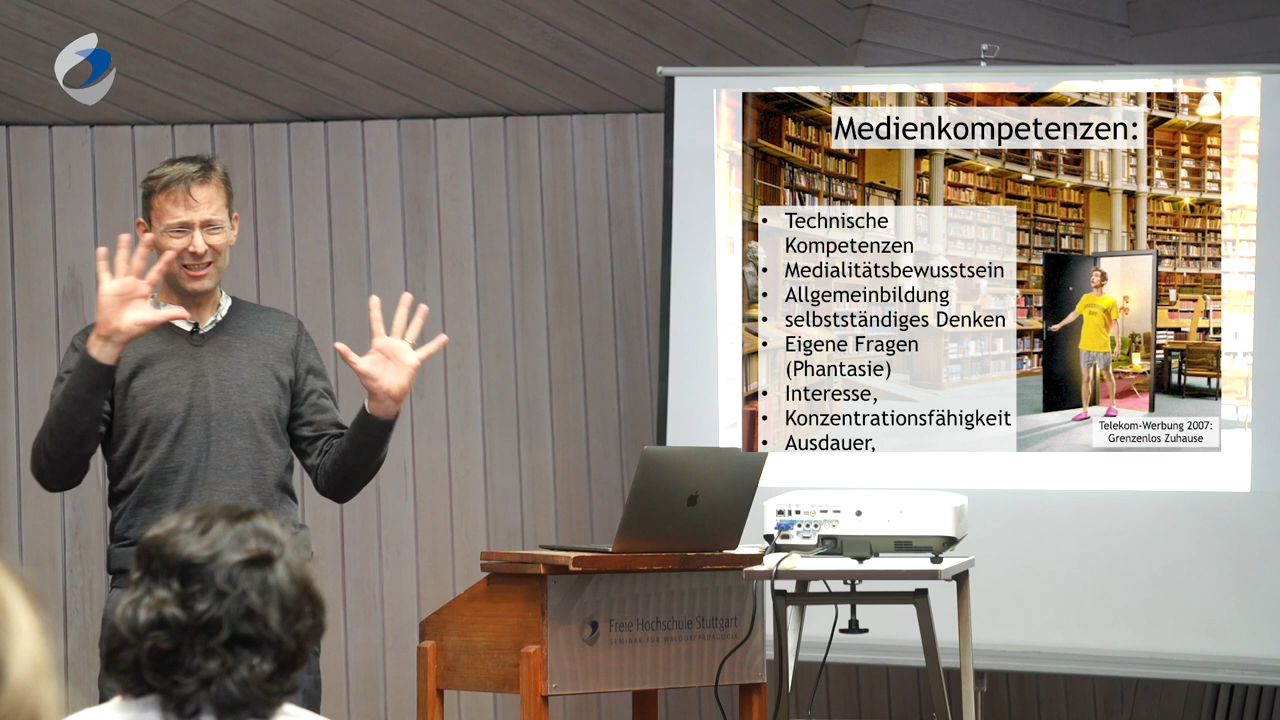 Medienkompetenzen:
• Technische
Kompetenzen
• Medialitätsbewusstsein
• Allgemeinbildung
• selbstständiges Denken
• Eigene Fragen
(Phantasie)
• Interesse,
• Konzentrationsfähigkeit
• Ausdauer,
Telekom-Werbung 2007:
Grenzenlos Zuhause
Freie Hochschule Stuttgart
SEMINAR FÜR WALDORFPÄDAGOGIK